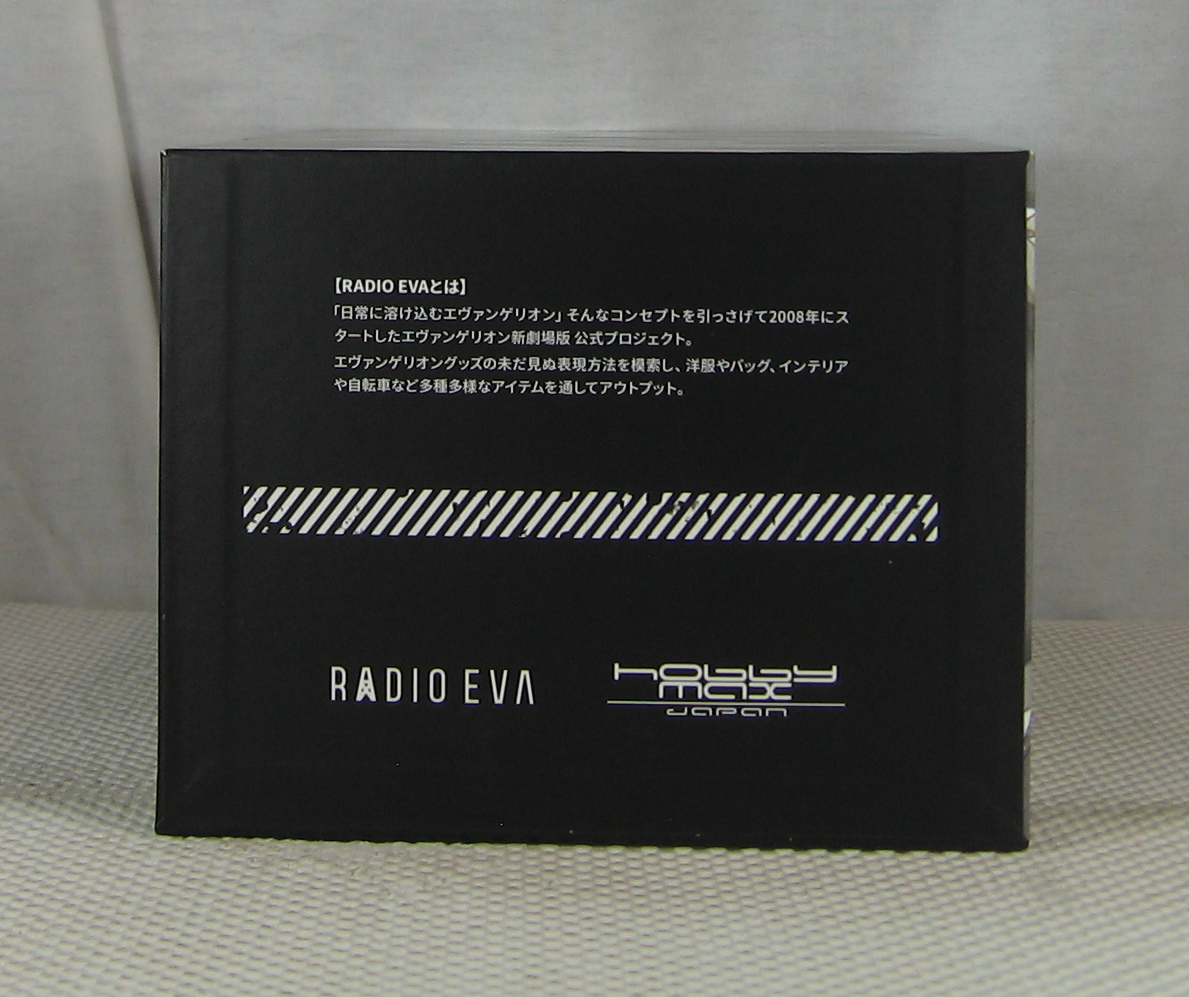 【RADIO EVAとは】
「日常に溶け込むエヴァンゲリオン」そんなコンセプトを引っさげて2008年にス
タートしたエヴァンゲリオン新劇場版 公式プロジェクト。
エヴァンゲリオングッズの未だ見ぬ表現方法を模索し、洋服やバッグ、インテリア
や自転車など多種多様なアイテムを通してアウトプット。
RADIO EVA
hobby
max
japan